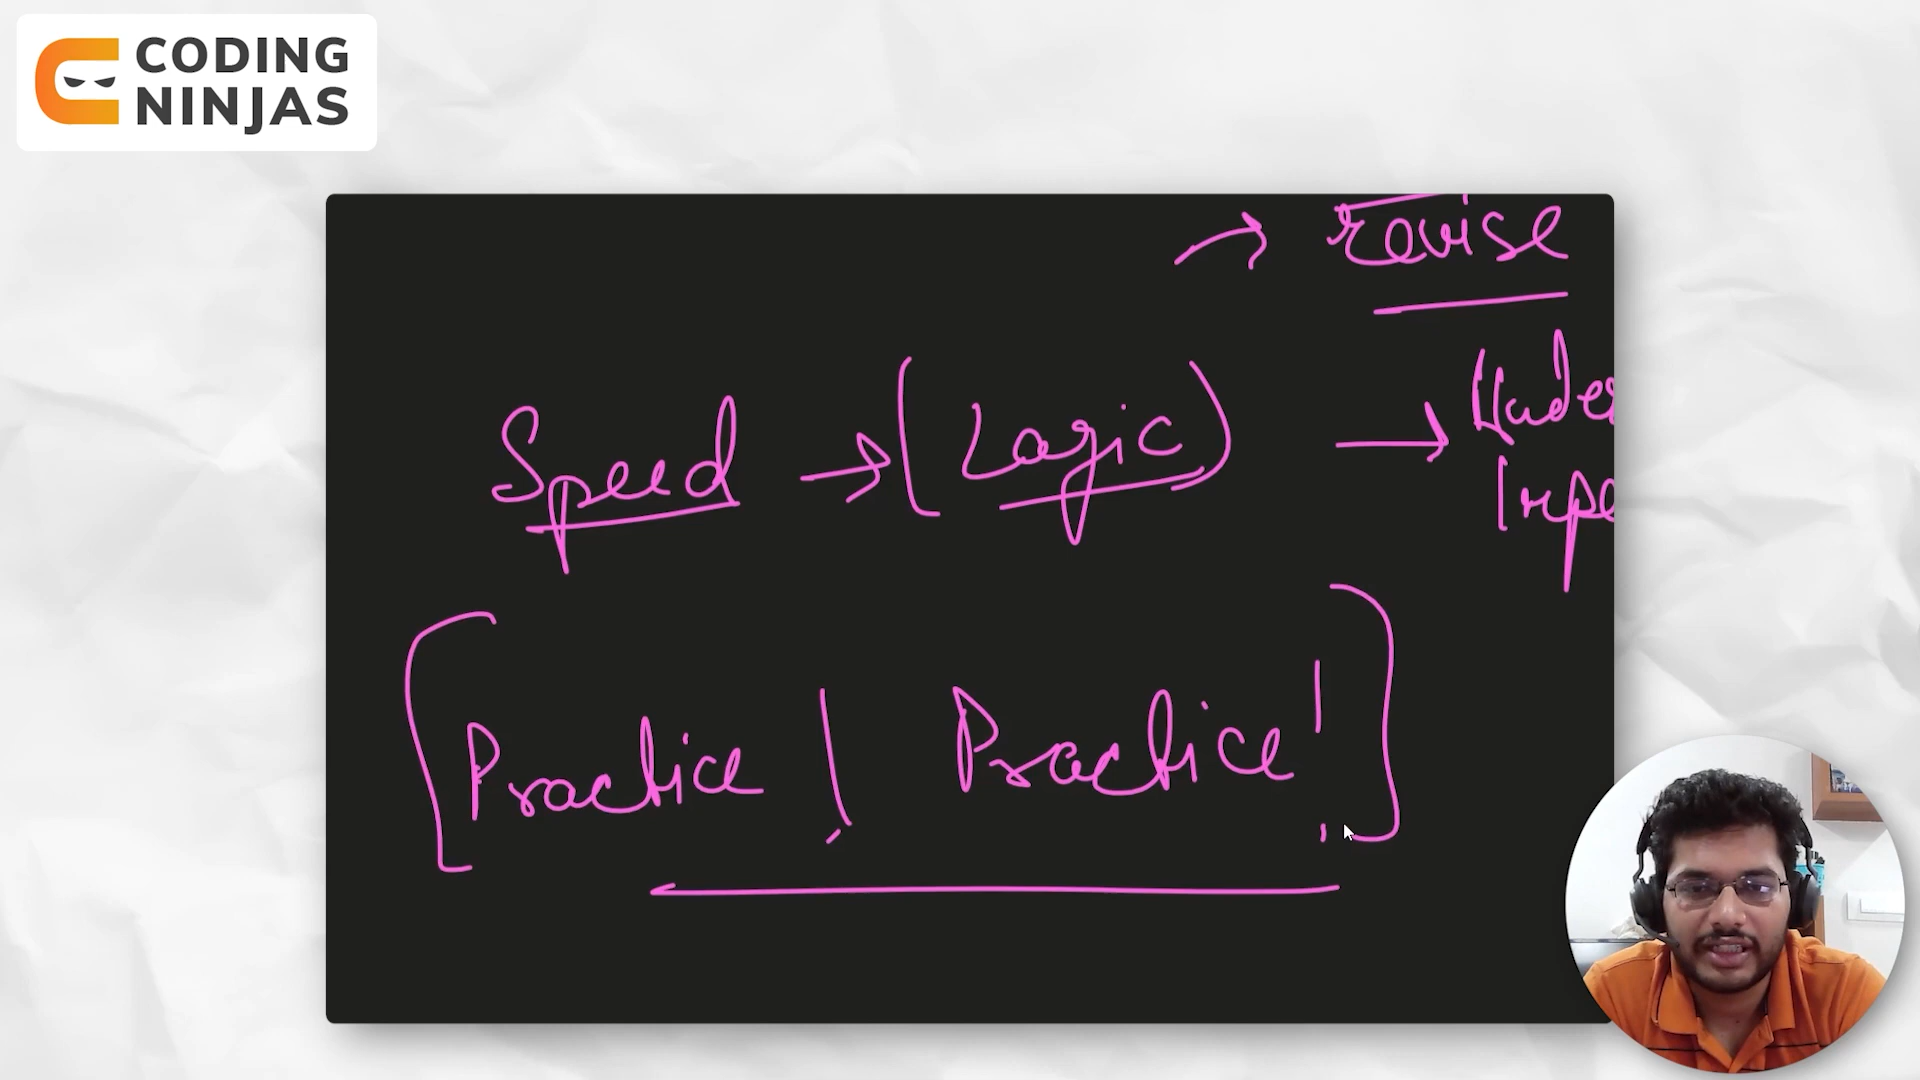 CODING
NINJAS
→ revise
Speed → (Logic) →
[Practice! Practice!]